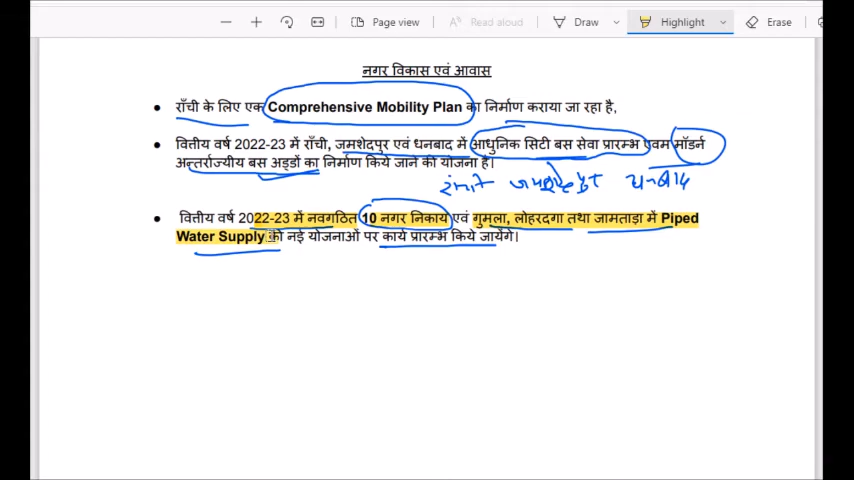 Page view
Read aloud
Draw
Highlight
Erase
नगर विकास एवं आवास
● राँची के लिए एक Comprehensive Mobility Plan का निर्माण कराया जा रहा है,
● वित्तीय वर्ष 2022-23 में राँची, जमशेदपुर एवं धनबाद में आधुनिक सिटी बस सेवा प्रारम्भ एवम मॉडर्न
अन्तर्राज्यीय बस अड्डों का निर्माण किये जाने की योजना है।
● वित्तीय वर्ष 2022-23 में नवगठित 10 नगर निकाय एवं गुमला, लोहरदगा तथा जामताड़ा में Piped
Water Supply की नई योजनाओं पर कार्य प्रारम्भ किये जायेंगे।